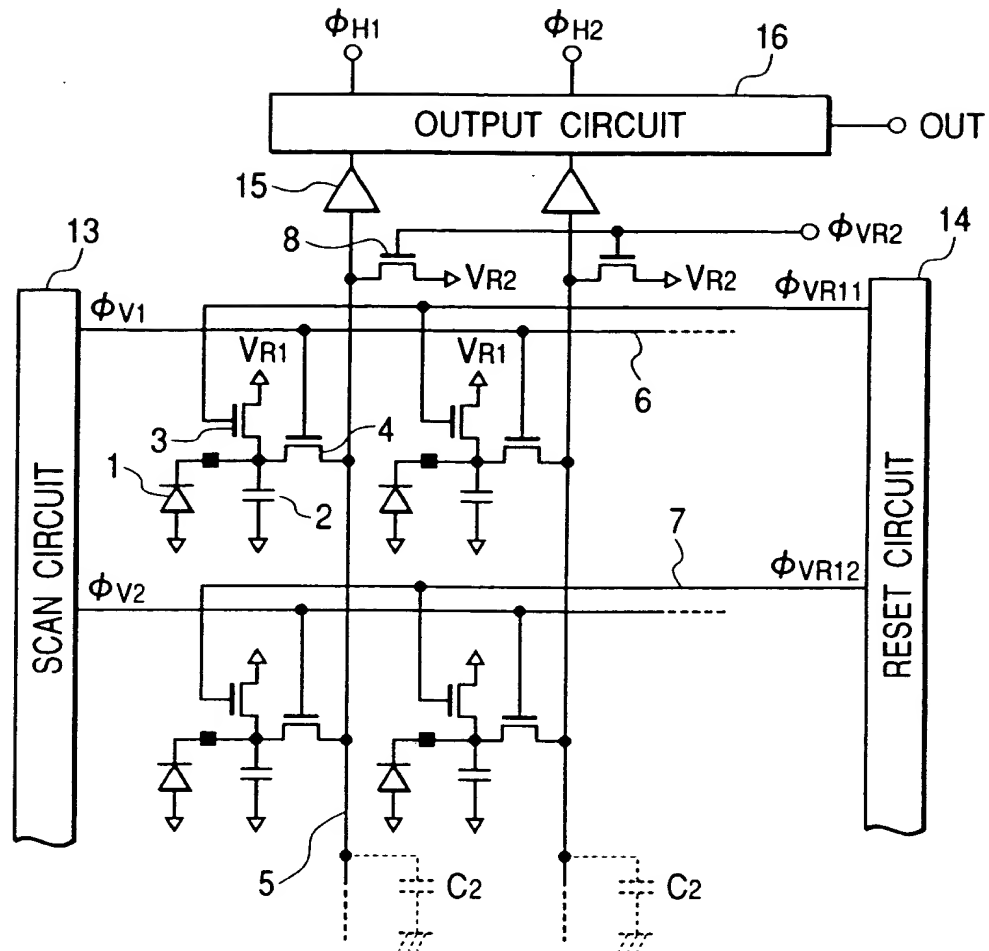 ϕH1
ϕH2
16
OUTPUT CIRCUIT
OUT
15
13
8
ϕVR2
14
VR2
VR2
ϕV1
ϕVR11
VR1
VR1
6
3
4
1
2
7
ϕV2
ϕVR12
SCAN CIRCUIT
RESET CIRCUIT
5
C2
C2